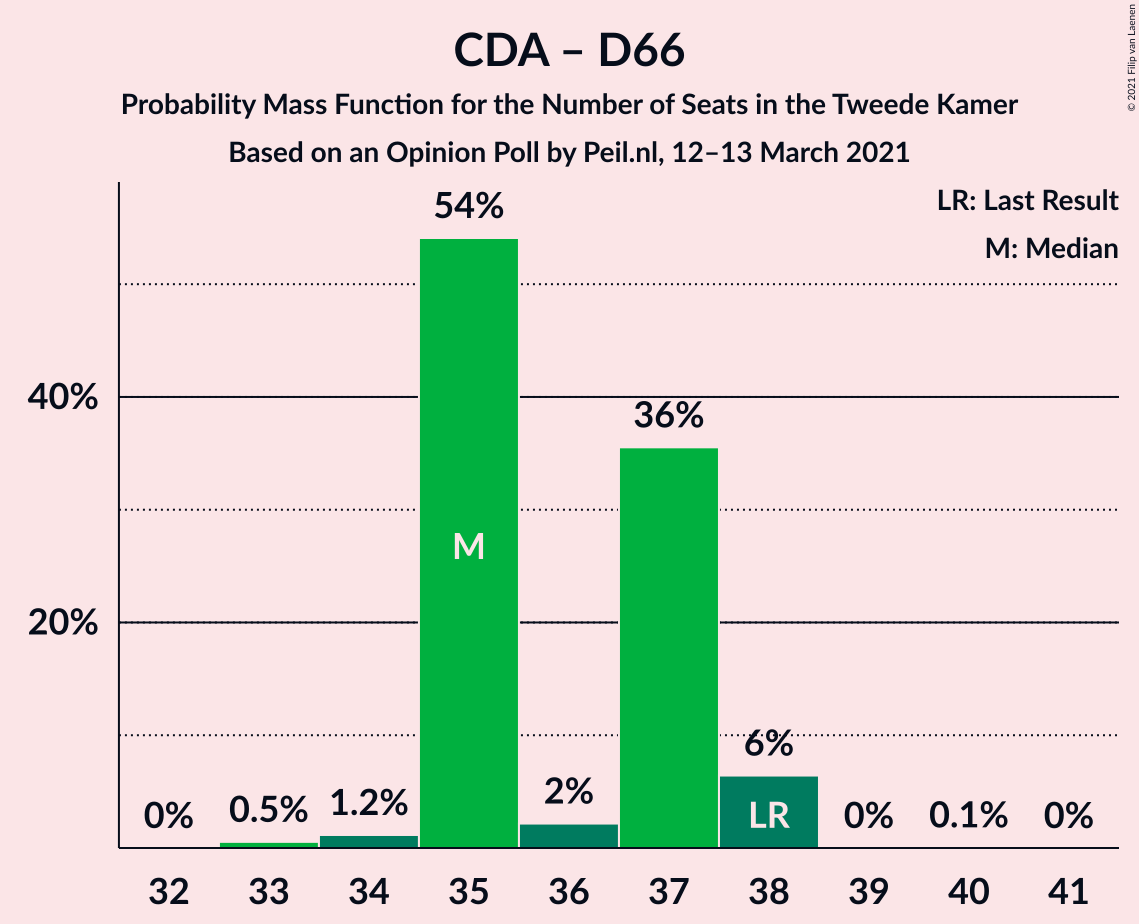 CDA – D66
Probability Mass Function for the Number of Seats in the Tweede Kamer
Based on an Opinion Poll by Peil.nl, 12–13 March 2021
© 2021 Filip van Laenen
LR: Last Result
M: Median
40%
20%
0%
0.5%
1.2%
54%
2%
36%
6%
0%
0.1%
0%
M
LR
32 33 34 35 36 37 38 39 40 41